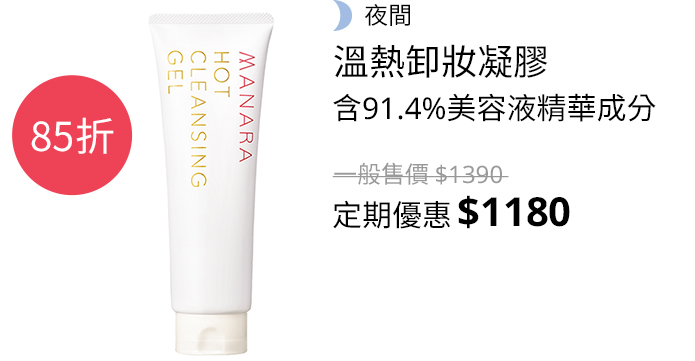 85折
MANARA
HOT
CLEANSING
GEL
夜間
溫熱卸妝凝膠
含91.4%美容液精華成分
一般售價 $1390
定期優惠 $1180